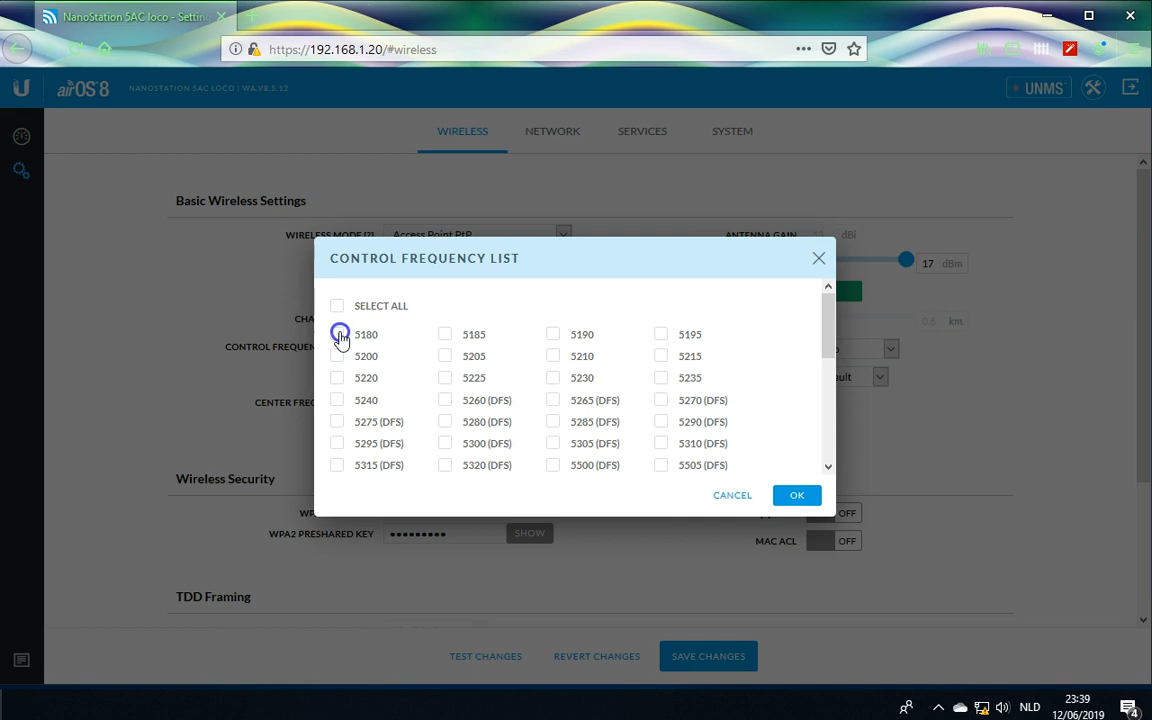 NanoStation 5AC loco - Settin
https://192.168.1.20/#wireless
U airOS 8 NANOSTATION 5AC LOCO | WA.V8.5.12 UNMS
WIRELESS NETWORK SERVICES SYSTEM
Basic Wireless Settings
WIRELESS MODE [?] Access Point PtP ANTENNA GAIN dBi
CONTROL FREQUENCY LIST
17 dBm
SELECT ALL
0.6 km.
5180 5185 5190 5195
CONTROL FREQUEN
5200 5205 5210 5215
5220 5225 5230 5235
5240 5260 (DFS) 5265 (DFS) 5270 (DFS)
CENTER FREQ
5275 (DFS) 5280 (DFS) 5285 (DFS) 5290 (DFS)
5295 (DFS) 5300 (DFS) 5305 (DFS) 5310 (DFS)
5315 (DFS) 5320 (DFS) 5500 (DFS) 5505 (DFS)
Wireless Security
CANCEL OK
OFF
WPA2 PRESHARED KEY ••••••••• SHOW
MAC ACL OFF
TDD Framing
TEST CHANGES REVERT CHANGES SAVE CHANGES
NLD
23:39
12/06/2019
4